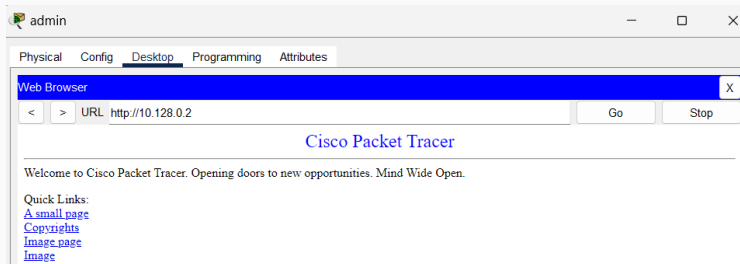 admin
Physical Config Desktop Programming Attributes
Web Browser X
< > URL http://10.128.0.2 Go Stop
Cisco Packet Tracer
Welcome to Cisco Packet Tracer. Opening doors to new opportunities. Mind Wide Open.
Quick Links:
A small page
Copyrights
Image page
Image